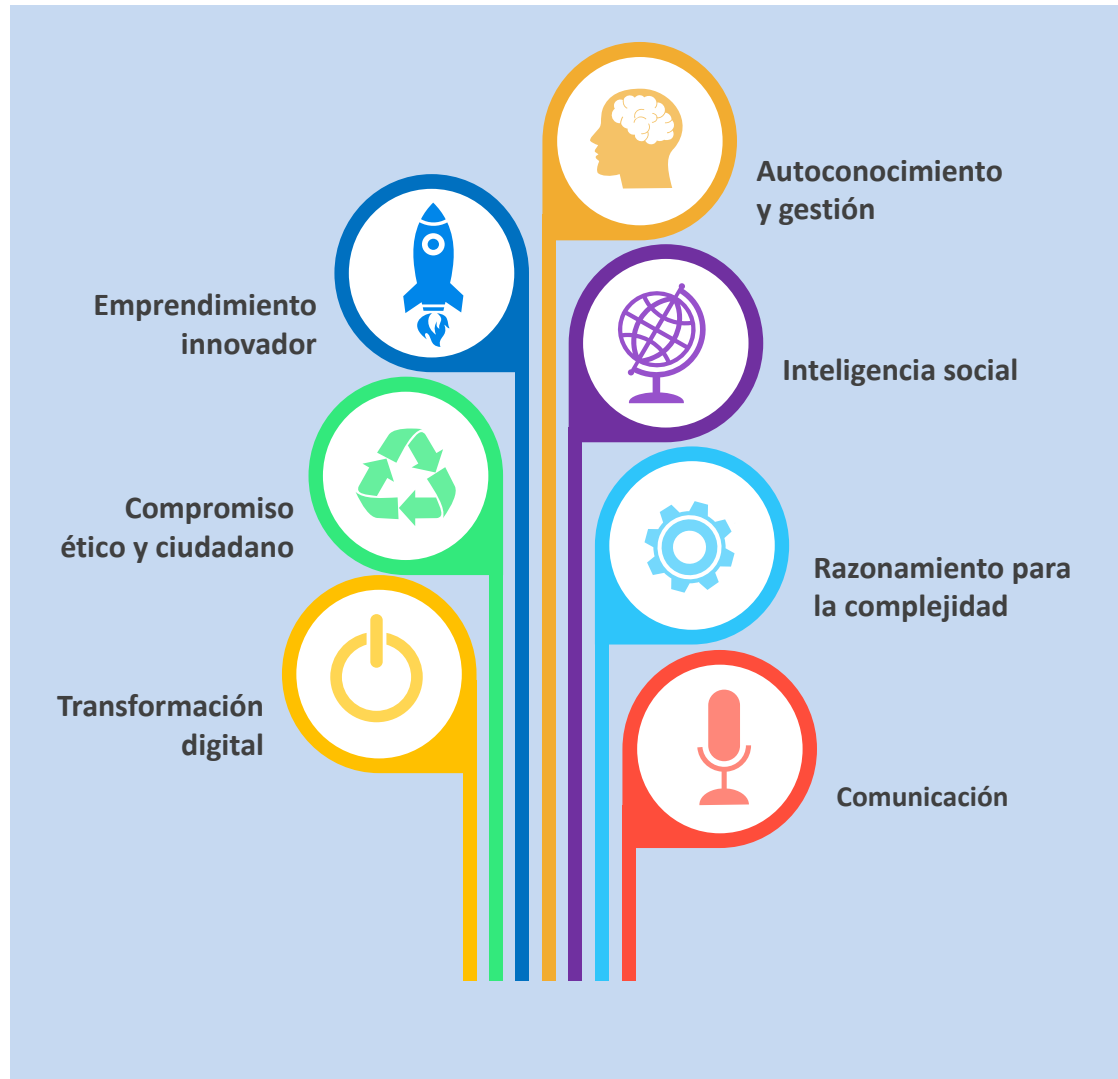 Autoconocimiento
y gestión
Emprendimiento
innovador
Inteligencia social
Compromiso
ético y ciudadano
Razonamiento para
la complejidad
Transformación
digital
Comunicación